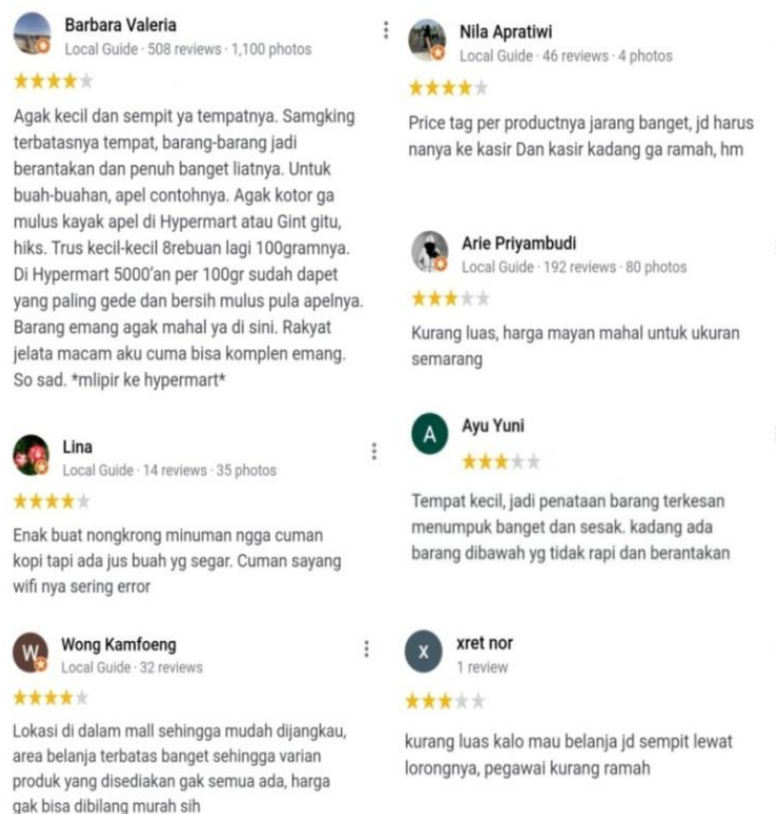 Barbara Valeria
Local Guide · 508 reviews · 1,100 photos
Agak kecil dan sempit ya tempatnya. Samgking
terbatasnya tempat, barang-barang jadi
berantakan dan penuh banget liatnya. Untuk
buah-buahan, apel contohnya. Agak kotor ga
mulus kayak apel di Hypermart atau Gint gitu,
hiks. Trus kecil-kecil 8rebuan lagi 100gramnya.
Di Hypermart 5000'an per 100gr sudah dapet
yang paling gede dan bersih mulus pula apelnya.
Barang emang agak mahal ya di sini. Rakyat
jelata macam aku cuma bisa komplen emang.
So sad. *mlipir ke hypermart*
Lina
Local Guide · 14 reviews · 35 photos
Enak buat nongkrong minuman ngga cuman
kopi tapi ada jus buah yg segar. Cuman sayang
wifi nya sering error
W
Wong Kamfoeng
Local Guide · 32 reviews
Lokasi di dalam mall sehingga mudah dijangkau,
area belanja terbatas banget sehingga varian
produk yang disediakan gak semua ada, harga
gak bisa dibilang murah sih
Nila Apratiwi
Local Guide · 46 reviews · 4 photos
Price tag per productnya jarang banget, jd harus
nanya ke kasir Dan kasir kadang ga ramah, hm
Arie Priyambudi
Local Guide · 192 reviews · 80 photos
Kurang luas, harga mayan mahal untuk ukuran
semarang
A
Ayu Yuni
Tempat kecil, jadi penataan barang terkesan
menumpuk banget dan sesak. kadang ada
barang dibawah yg tidak rapi dan berantakan
X
xret nor
1 review
kurang luas kalo mau belanja jd sempit lewat
lorongnya, pegawai kurang ramah